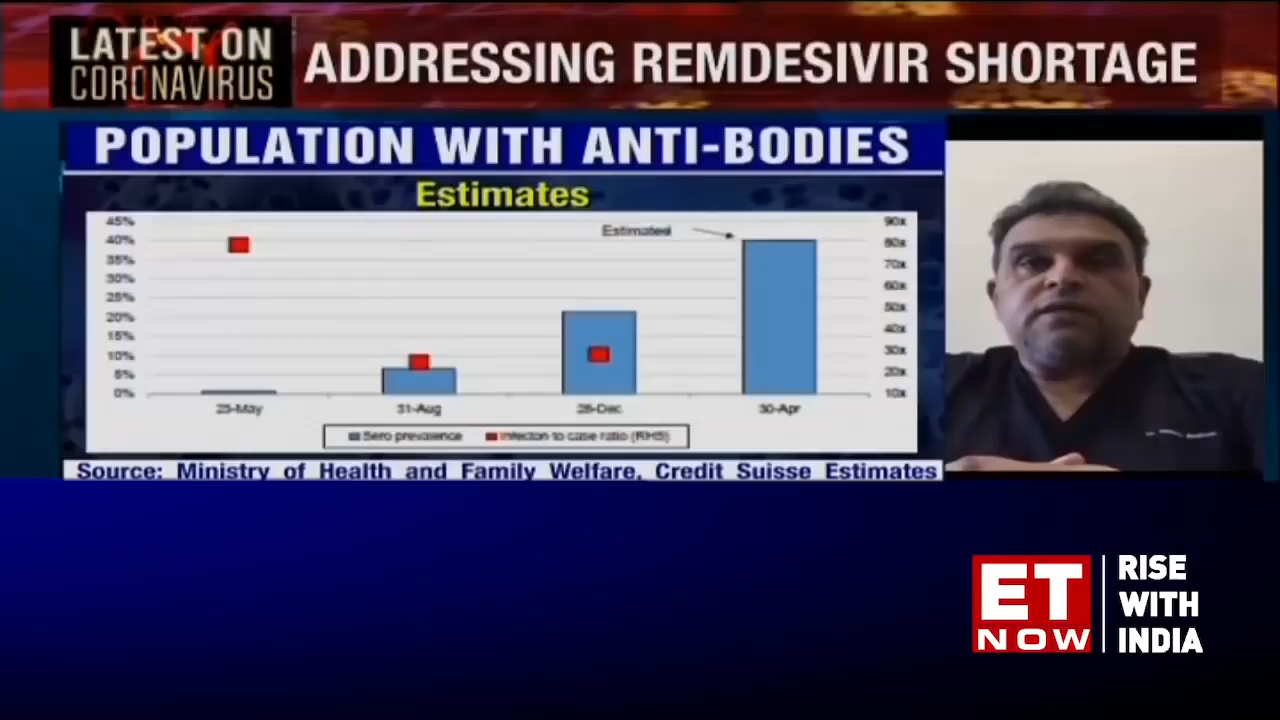 LATEST ON
CORONAVIRUS
ADDRESSING REMDESIVIR SHORTAGE
POPULATION WITH ANTI-BODIES
Estimates
45%
40%
35%
30%
25%
20%
15%
10%
5%
0%
Estimated
90x
80x
70x
60x
50x
40x
30x
20x
10x
23-May
31-Aug
28-Dec
30-Apr
Sero prevalence
Infection to case ratio (RHS)
Source: Ministry of Health and Family Welfare, Credit Suisse Estimates
ET
NOW
RISE
WITH
INDIA